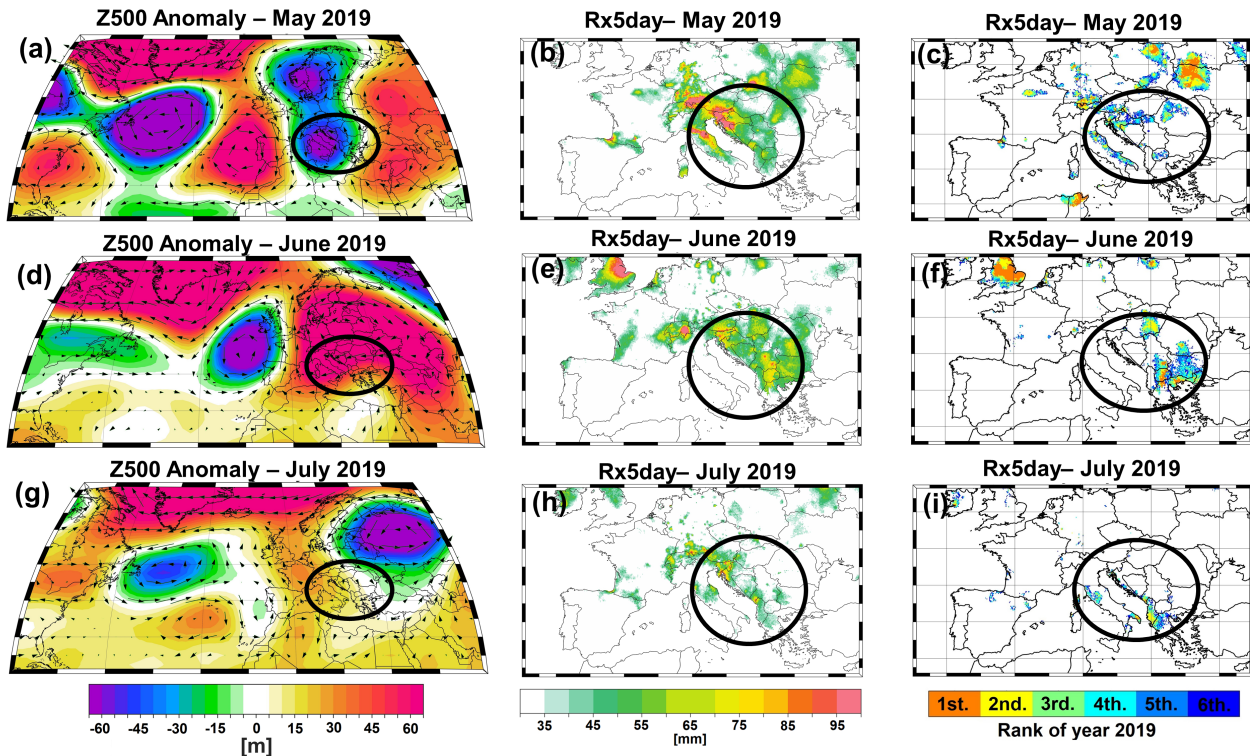 Z500 Anomaly – May 2019
Rx5day– May 2019
Rx5day– May 2019
(a)
(b)
(c)
Z500 Anomaly – June 2019
Rx5day– June 2019
Rx5day– June 2019
(d)
(e)
(f)
Z500 Anomaly – July 2019
Rx5day– July 2019
Rx5day– July 2019
(g)
(h)
(i)
-60 -45 -30 -15 0 15 30 45 60
[m]
35 45 55 65 75 85 95
[mm]
1st. 2nd. 3rd. 4th. 5th. 6th.
Rank of year 2019